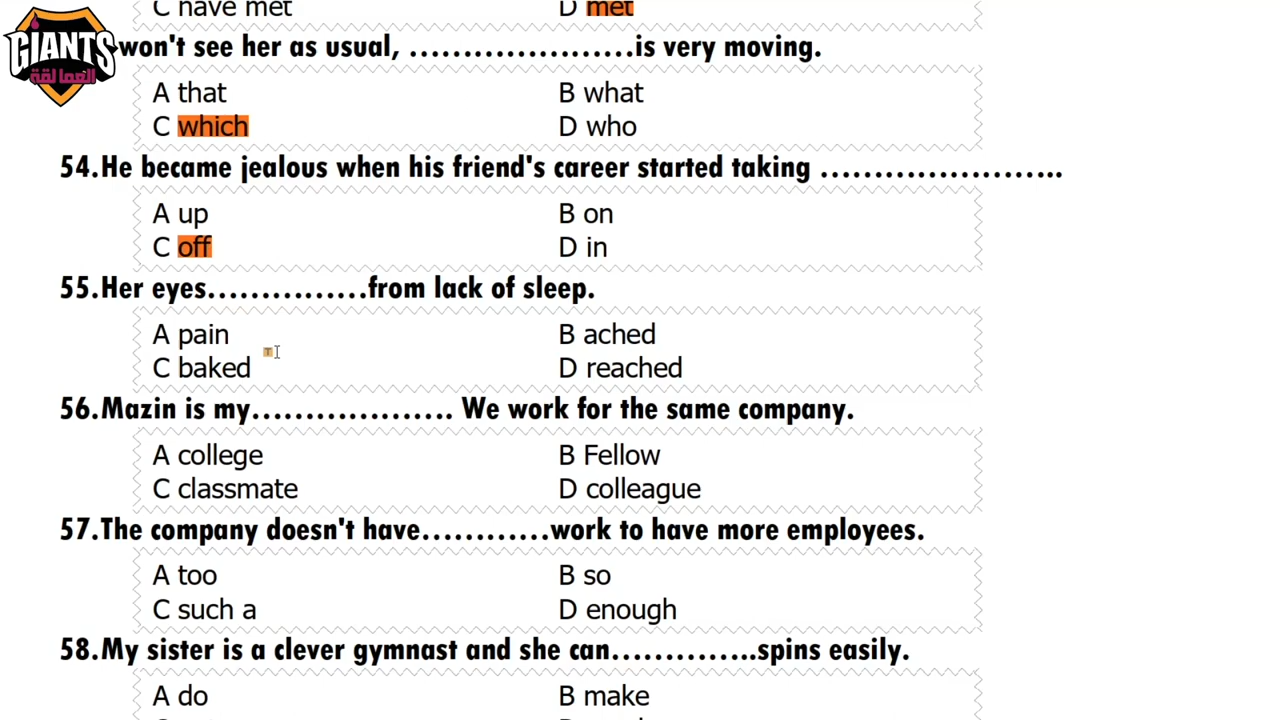 C have met D met
GIANTS
العمالقة
won't see her as usual, .....................is very moving.
A that B what
C which D who
54.He became jealous when his friend's career started taking .........................
A up B on
C off D in
55.Her eyes...............from lack of sleep.
A pain B ached
C baked D reached
56.Mazin is my................... We work for the same company.
A college B Fellow
C classmate D colleague
57.The company doesn't have............work to have more employees.
A too B so
C such a D enough
58.My sister is a clever gymnast and she can..............spins easily.
A do B make